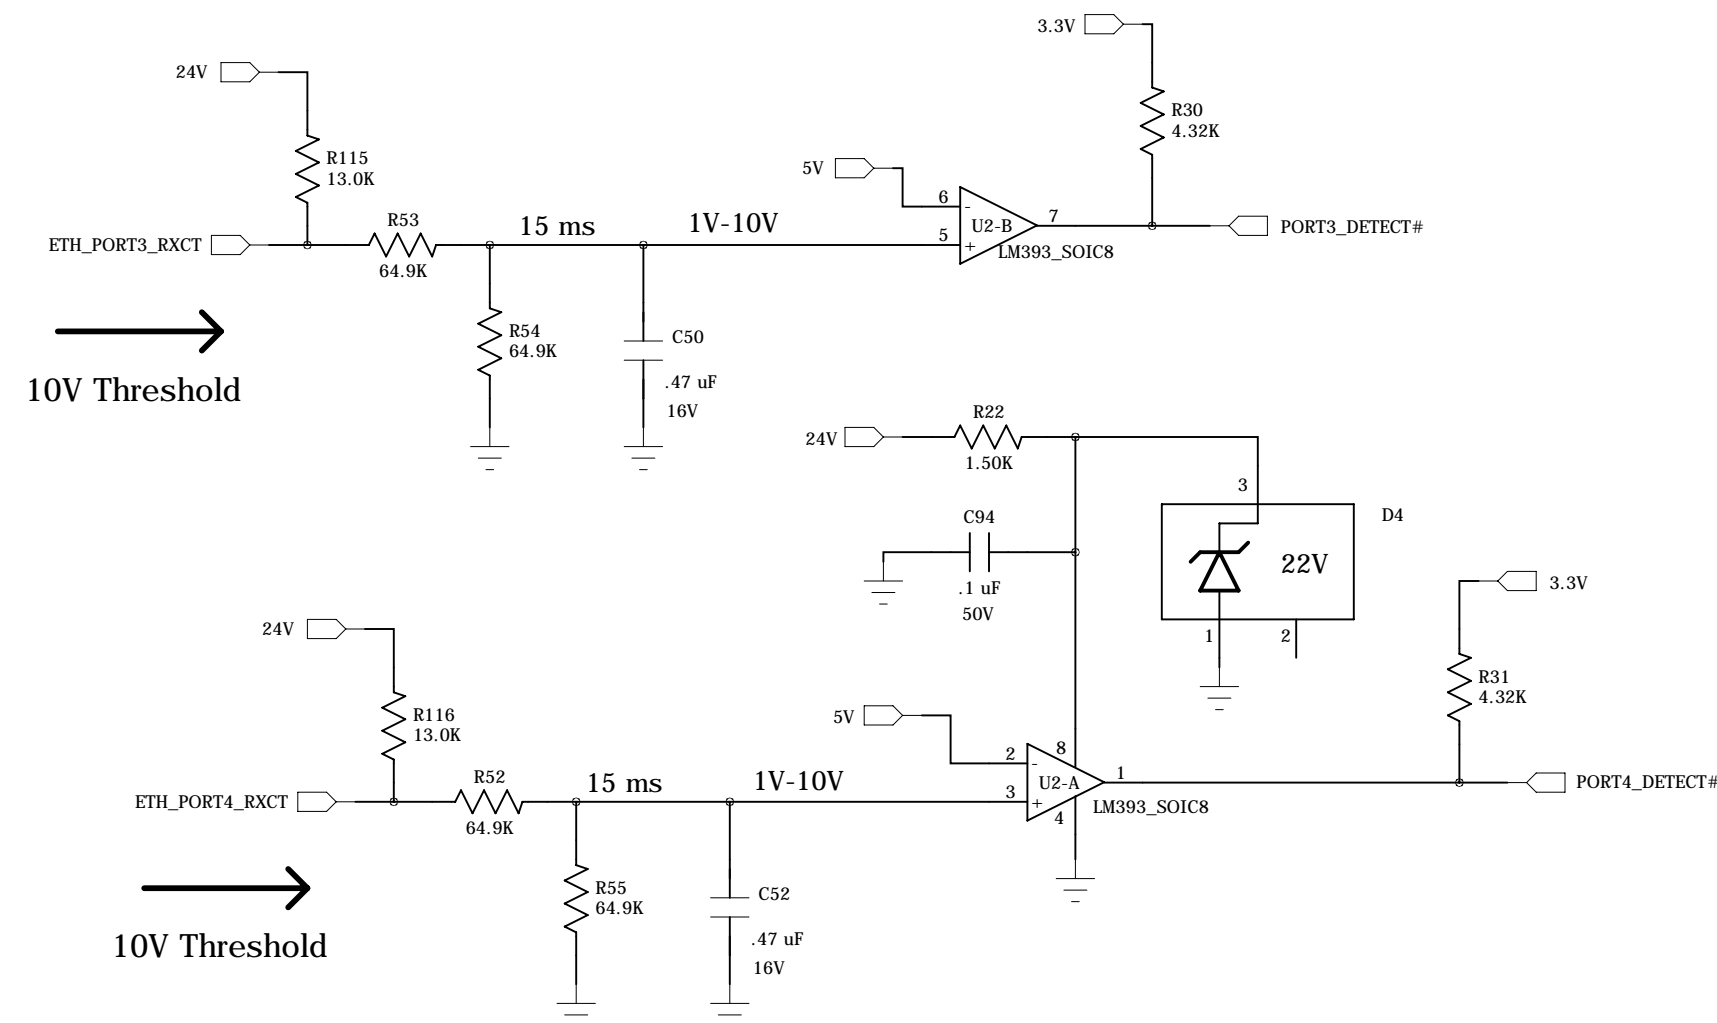 3.3V
24V
R30
4.32K
R115
13.0K
5V
6
-
U2-B
7
5
+
LM393_SOIC8
PORT3_DETECT#
ETH_PORT3_RXCT
R53
64.9K
15 ms
1V-10V
R54
64.9K
C50
.47 uF
16V
10V Threshold
24V
R22
1.50K
3
D4
22V
1
2
C94
.1 uF
50V
3.3V
R31
4.32K
24V
R116
13.0K
5V
2
-
8
U2-A
1
3
+
4
LM393_SOIC8
PORT4_DETECT#
ETH_PORT4_RXCT
R52
64.9K
15 ms
1V-10V
R55
64.9K
C52
.47 uF
16V
10V Threshold